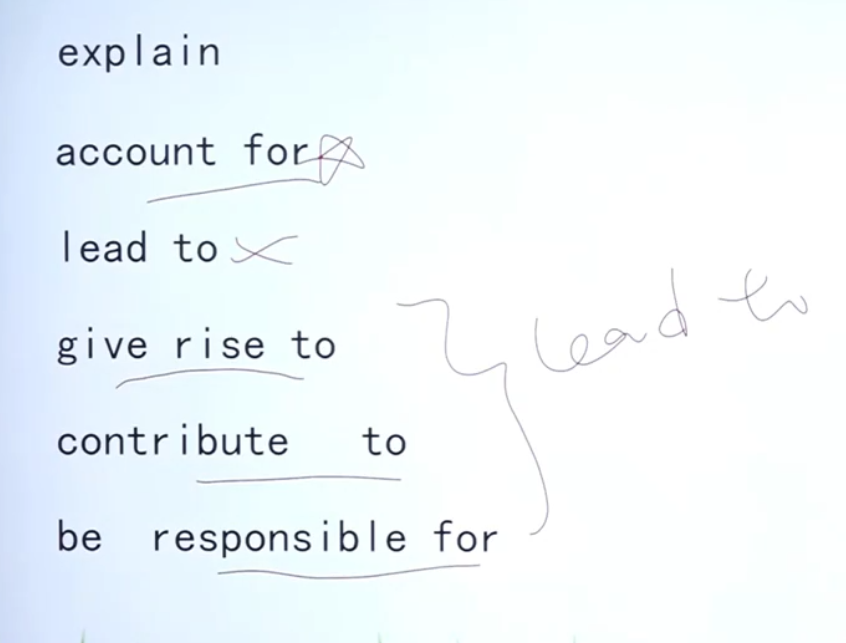 explain
account for
lead to
give rise to
contribute to
be responsible for
lead to